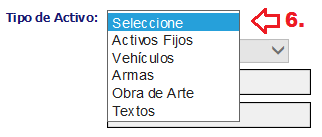 Tipo de Activo: Seleccione 6.
Activos Fijos
Vehículos
Armas
Obra de Arte
Textos